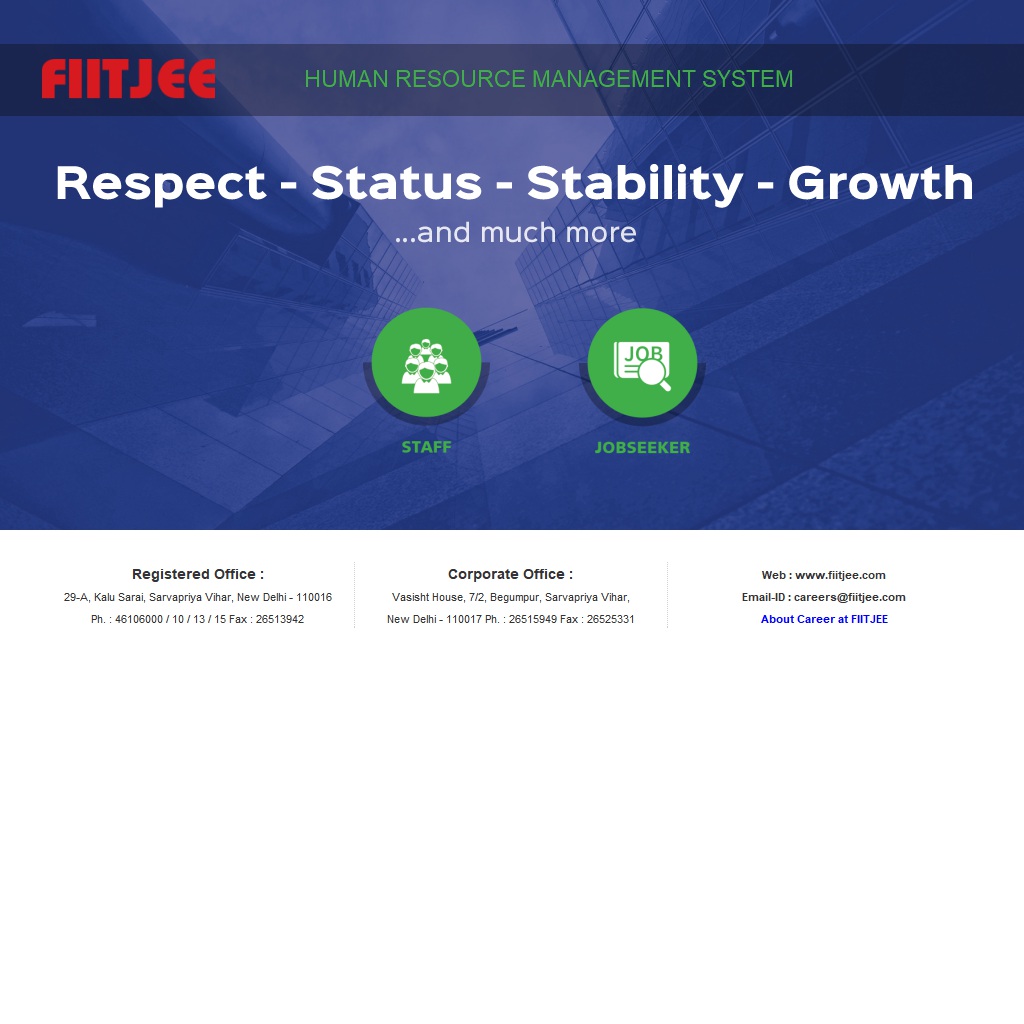 FIITJEE
HUMAN RESOURCE MANAGEMENT SYSTEM
Respect - Status - Stability - Growth
...and much more
JOB
STAFF
JOBSEEKER
Registered Office :
29-A, Kalu Sarai, Sarvapriya Vihar, New Delhi - 110016
Ph. : 46106000 / 10 / 13 / 15 Fax : 26513942
Corporate Office :
Vasisht House, 7/2, Begumpur, Sarvapriya Vihar,
New Delhi - 110017 Ph. : 26515949 Fax : 26525331
Web : www.fiitjee.com
Email-ID : careers@fiitjee.com
About Career at FIITJEE